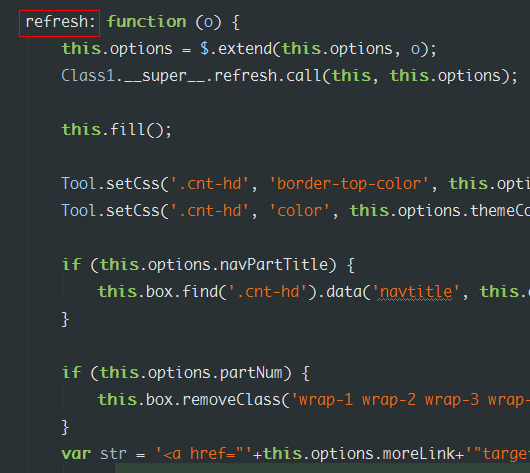 refresh: function (o) {
this.options = $.extend(this.options, o);
Class1.__super__.refresh.call(this, this.options);
this.fill();
Tool.setCss('.cnt-hd', 'border-top-color', this.opti
Tool.setCss('.cnt-hd', 'color', this.options.themeCo
if (this.options.navPartTitle) {
this.box.find('.cnt-hd').data('navtitle', this.
}
if (this.options.partNum) {
this.box.removeClass('wrap-1 wrap-2 wrap-3 wrap-
}
var str = '<a href="'+this.options.moreLink+'"targe